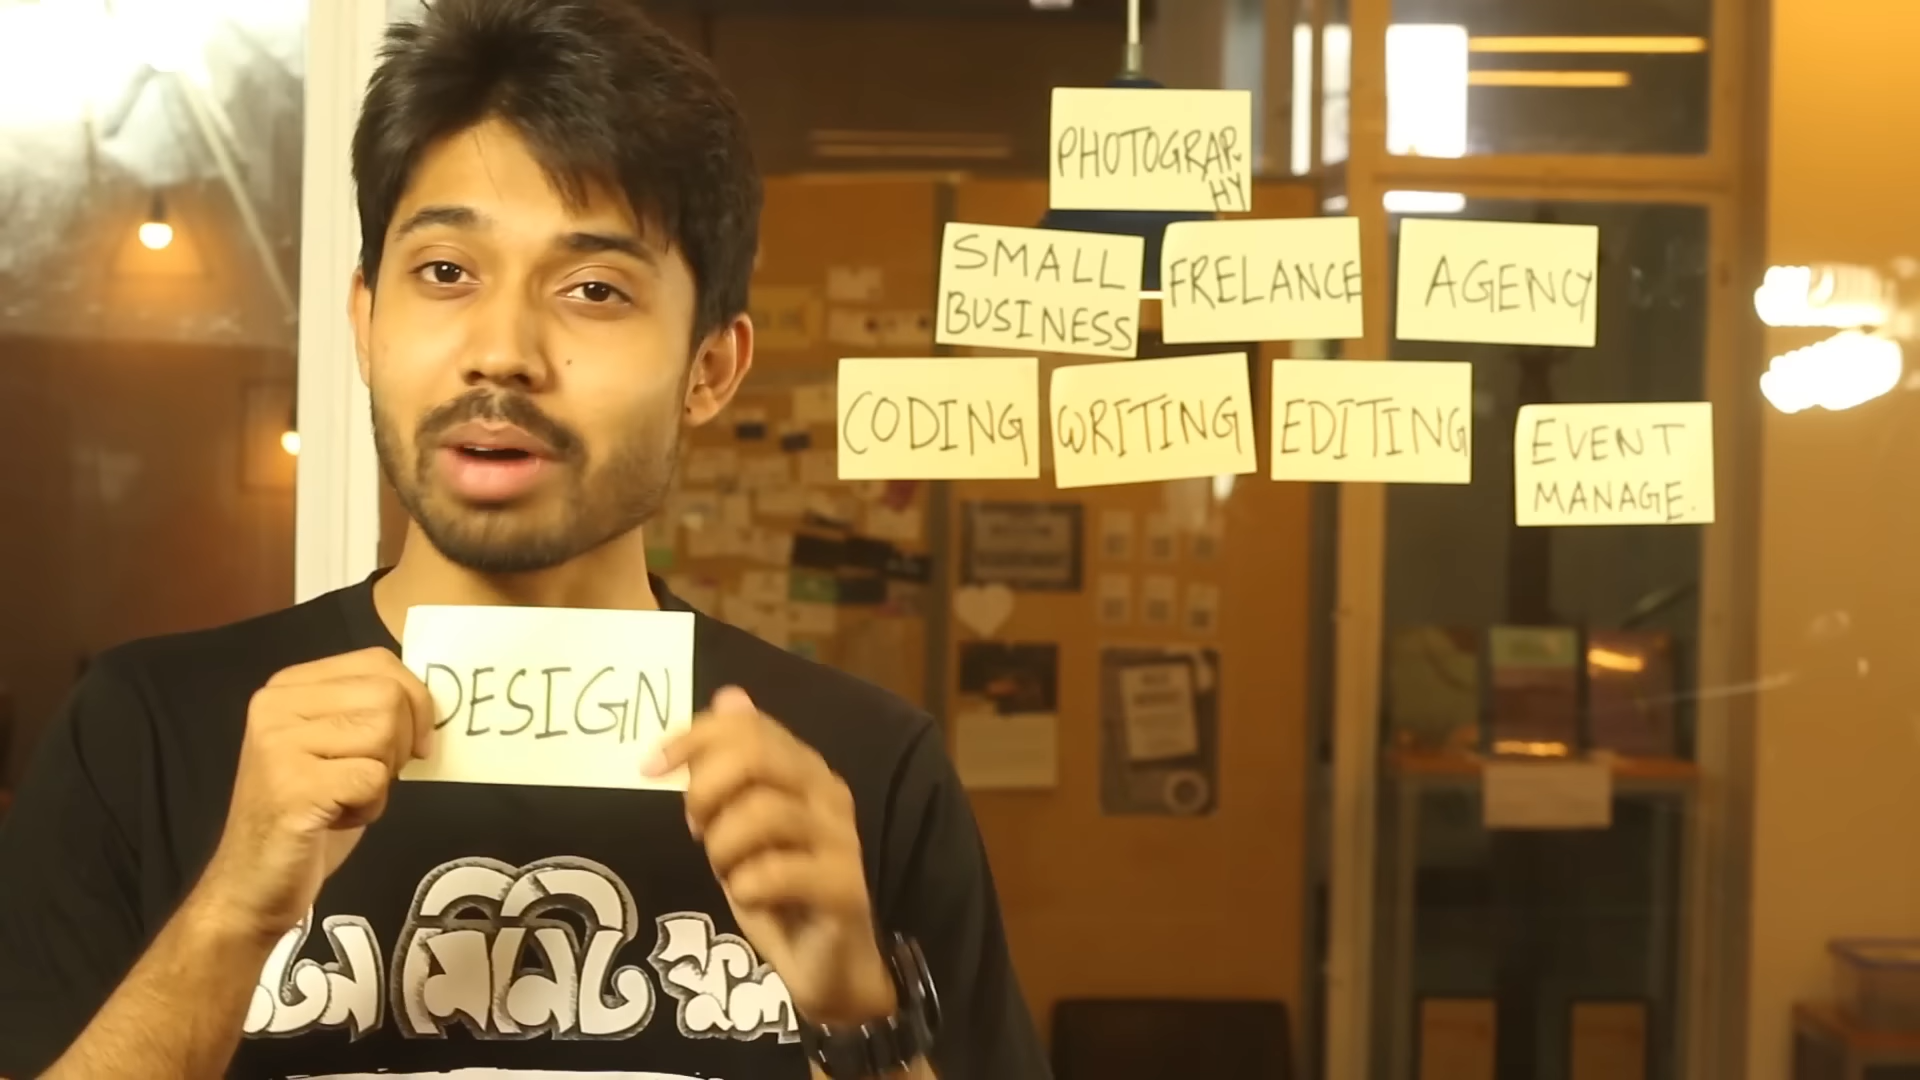 PHOTOGRAP-
HY
SMALL
BUSINESS
FRELANCE
AGENCY
CODING
WRITING
EDITING
EVENT
MANAGE.
DESIGN
টেন মিনিট স্কুল